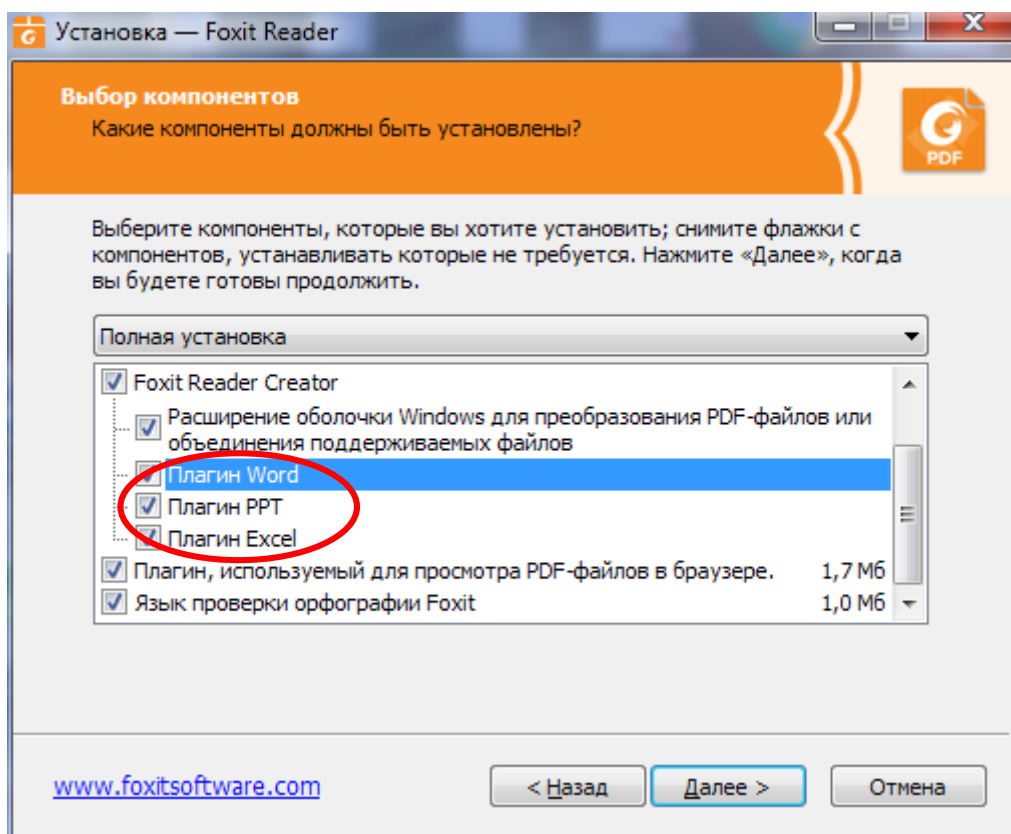 Установка — Foxit Reader
Выбор компонентов
Какие компоненты должны быть установлены?
PDF
Выберите компоненты, которые вы хотите установить; снимите флажки с
компонентов, устанавливать которые не требуется. Нажмите «Далее», когда
вы будете готовы продолжить.
Полная установка
Foxit Reader Creator
Расширение оболочки Windows для преобразования PDF-файлов или
объединения поддерживаемых файлов
Плагин Word
Плагин PPT
Плагин Excel
Плагин, используемый для просмотра PDF-файлов в браузере. 1,7 Мб
Язык проверки орфографии Foxit 1,0 Мб
www.foxitsoftware.com < Назад Далее > Отмена